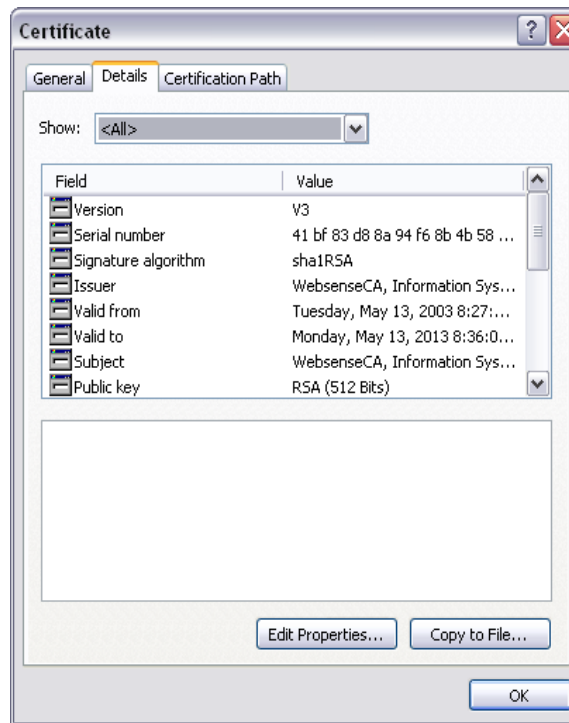 Certificate
General Details Certification Path
Show: <All>
Field Value
Version V3
Serial number 41 bf 83 d8 8a 94 f6 8b 4b 58 ...
Signature algorithm sha1RSA
Issuer WebsenseCA, Information Sys...
Valid from Tuesday, May 13, 2003 8:27:...
Valid to Monday, May 13, 2013 8:36:0...
Subject WebsenseCA, Information Sys...
Public key RSA (512 Bits)
Edit Properties... Copy to File...
OK